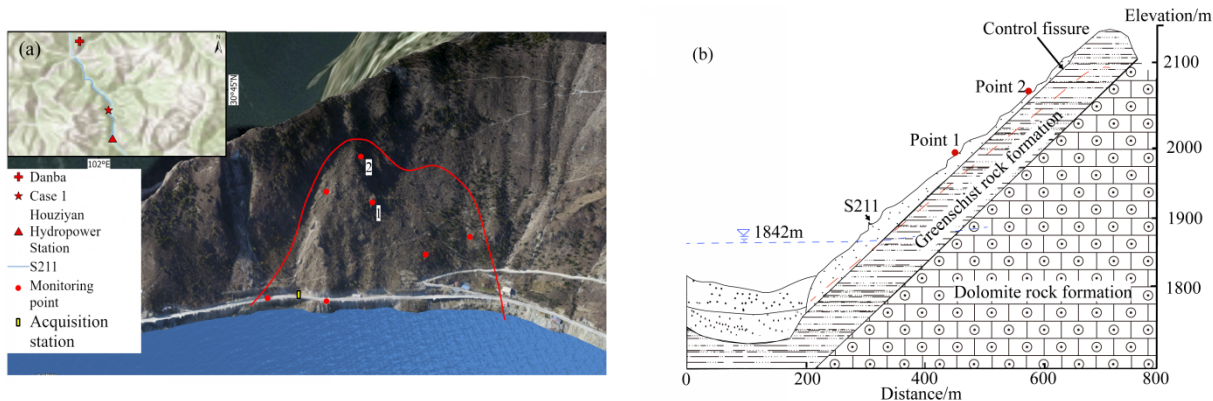 (a)
N
30°45'N
102°E
Danba
Case 1
Houziyan
Hydropower
Station
S211
Monitoring
point
Acquisition
station
2
1
(b)
Elevation/m
Control fissure
2100
Point 2
Point 1
2000
S211
Greenschist rock formation
1900
1842m
1800
Dolomite rock formation
0
200
400
600
800
Distance/m